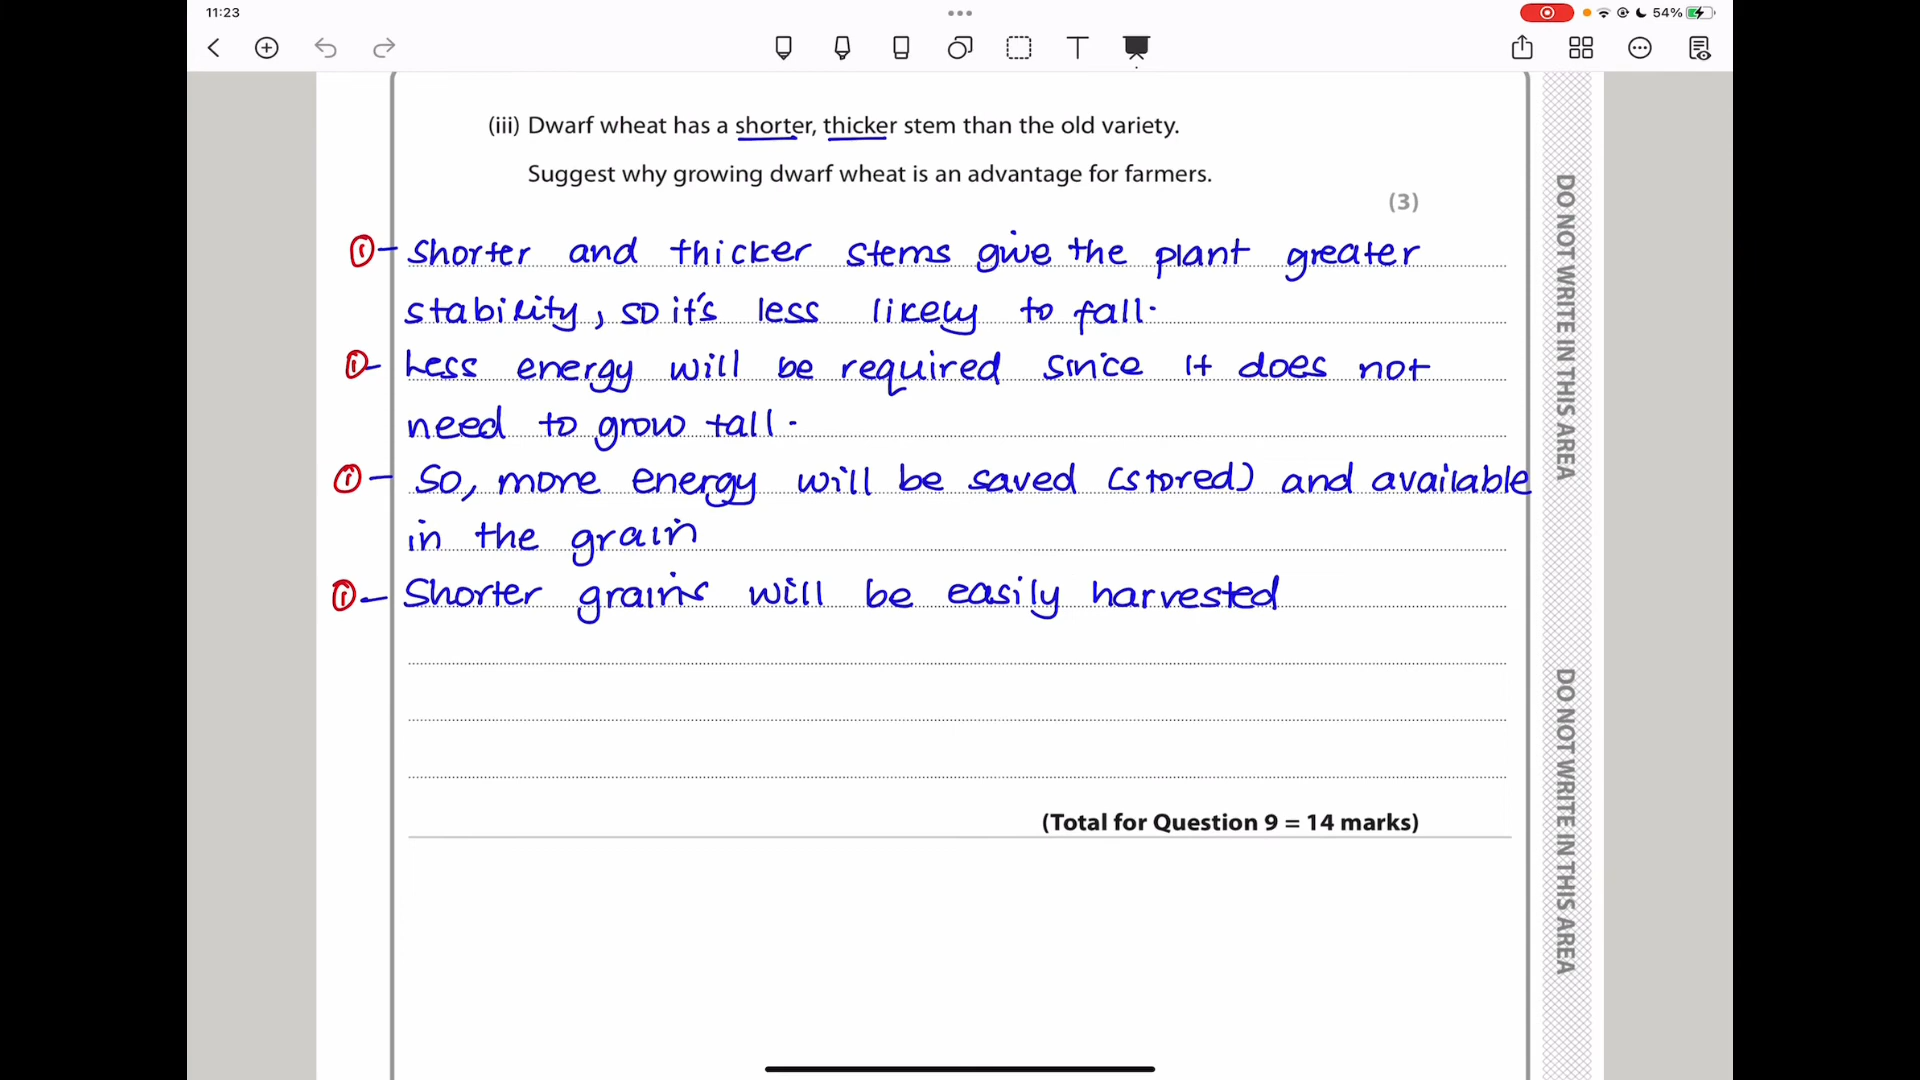 11:23
54%
(iii) Dwarf wheat has a shorter, thicker stem than the old variety.
Suggest why growing dwarf wheat is an advantage for farmers.
(3)
① – Shorter and thicker stems give the plant greater
stability, so it's less likely to fall.
① – Less energy will be required since it does not
need to grow tall.
① – So, more energy will be saved (stored) and available
in the grain
① – Shorter grains will be easily harvested
(Total for Question 9 = 14 marks)
DO NOT WRITE IN THIS AREA
DO NOT WRITE IN THIS AREA